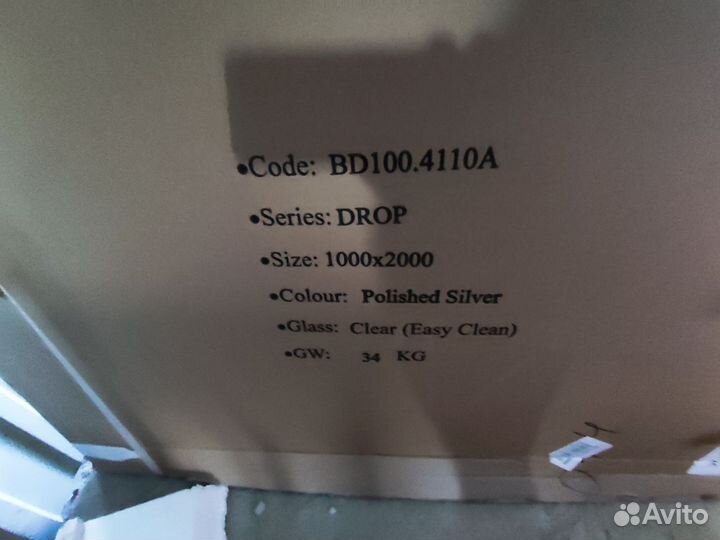 •Code: BD100.4110A
•Series: DROP
•Size: 1000x2000
•Colour: Polished Silver
•Glass: Clear (Easy Clean)
•GW: 34 KG
Avito